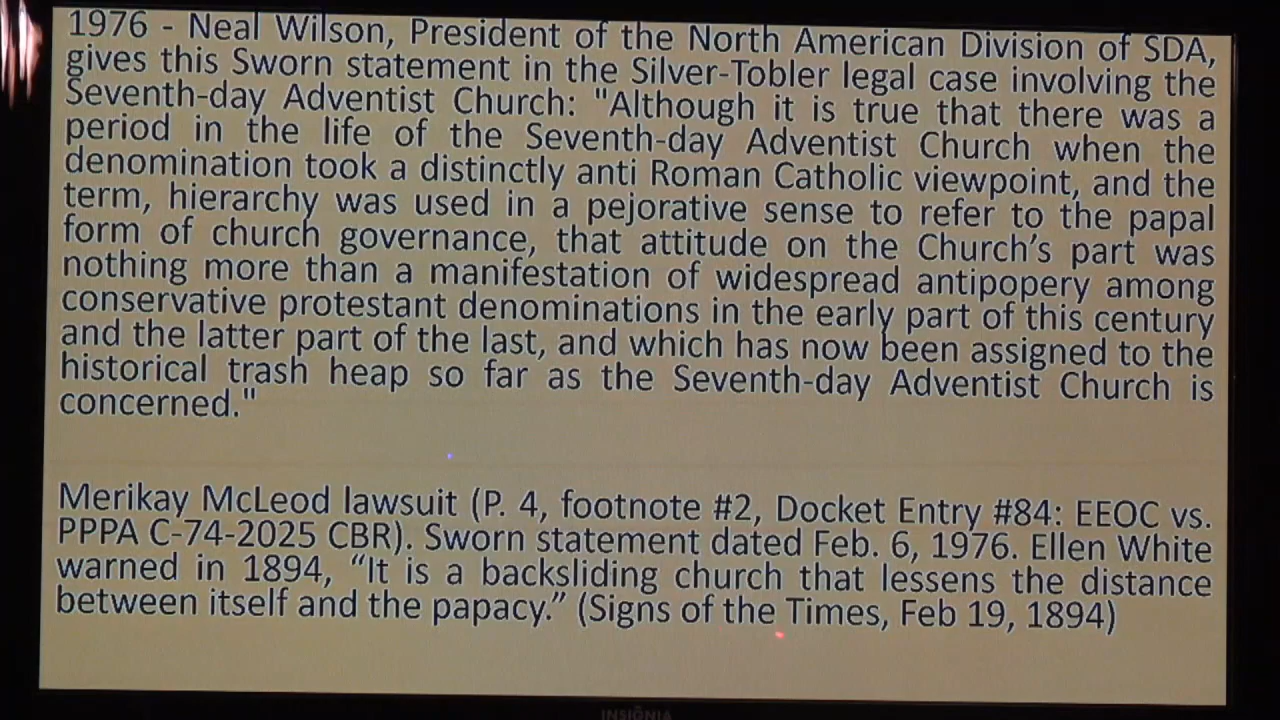 1976 - Neal Wilson, President of the North American Division of SDA,
gives this Sworn statement in the Silver-Tobler legal case involving the
Seventh-day Adventist Church: "Although it is true that there was a
period in the life of the Seventh-day Adventist Church when the
denomination took a distinctly anti Roman Catholic viewpoint, and the
term, hierarchy was used in a pejorative sense to refer to the papal
form of church governance, that attitude on the Church's part was
nothing more than a manifestation of widespread antipopery among
conservative protestant denominations in the early part of this century
and the latter part of the last, and which has now been assigned to the
historical trash heap so far as the Seventh-day Adventist Church is
concerned."
Merikay McLeod lawsuit (P. 4, footnote #2, Docket Entry #84: EEOC vs.
PPPA C-74-2025 CBR). Sworn statement dated Feb. 6, 1976. Ellen White
warned in 1894, “It is a backsliding church that lessens the distance
between itself and the papacy.” (Signs of the Times, Feb 19, 1894)
INSIGNIA